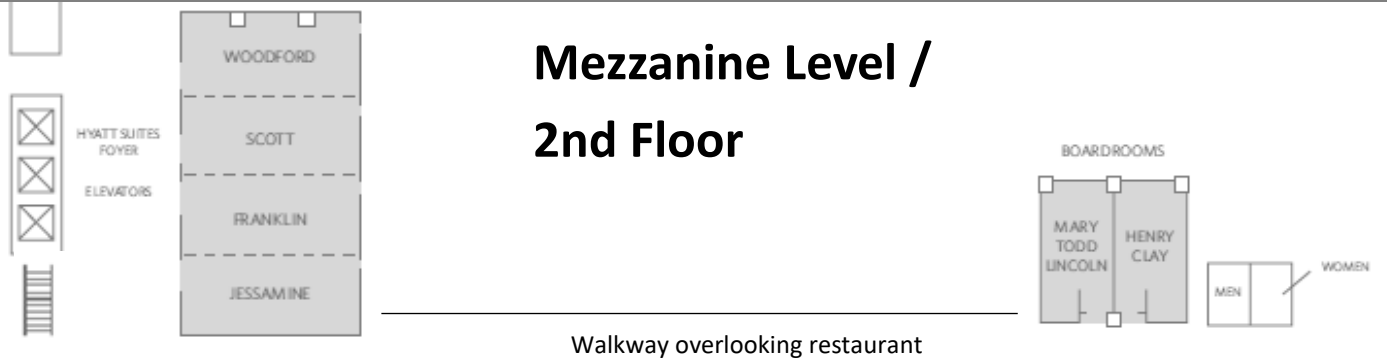 Mezzanine Level /
2nd Floor
WOODFORD
SCOTT
FRANKLIN
JESSAMINE
HYATT SUITES
FOYER
ELEVATORS
BOARDROOMS
MARY
TODD
LINCOLN
HENRY
CLAY
MEN
WOMEN
Walkway overlooking restaurant